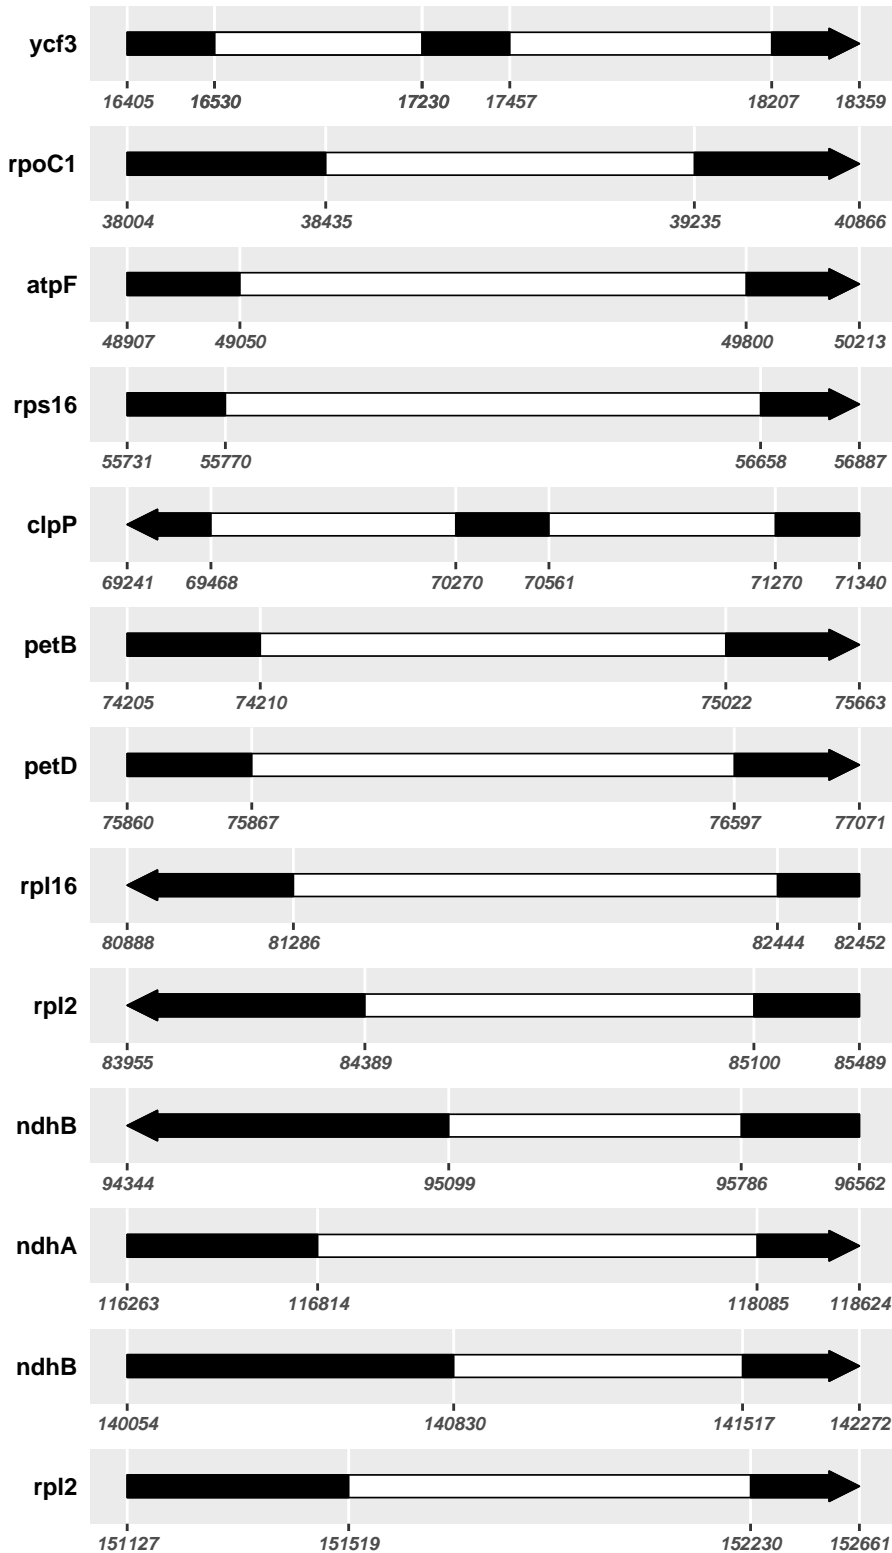 ycf3
16405 16530 17230 17457 18207 18359
rpoC1
38004 38435 39235 40866
atpF
48907 49050 49800 50213
rps16
55731 55770 56658 56887
clpP
69241 69468 70270 70561 71270 71340
petB
74205 74210 75022 75663
petD
75860 75867 76597 77071
rpl16
80888 81286 82444 82452
rpl2
83955 84389 85100 85489
ndhB
94344 95099 95786 96562
ndhA
116263 116814 118085 118624
ndhB
140054 140830 141517 142272
rpl2
151127 151519 152230 152661